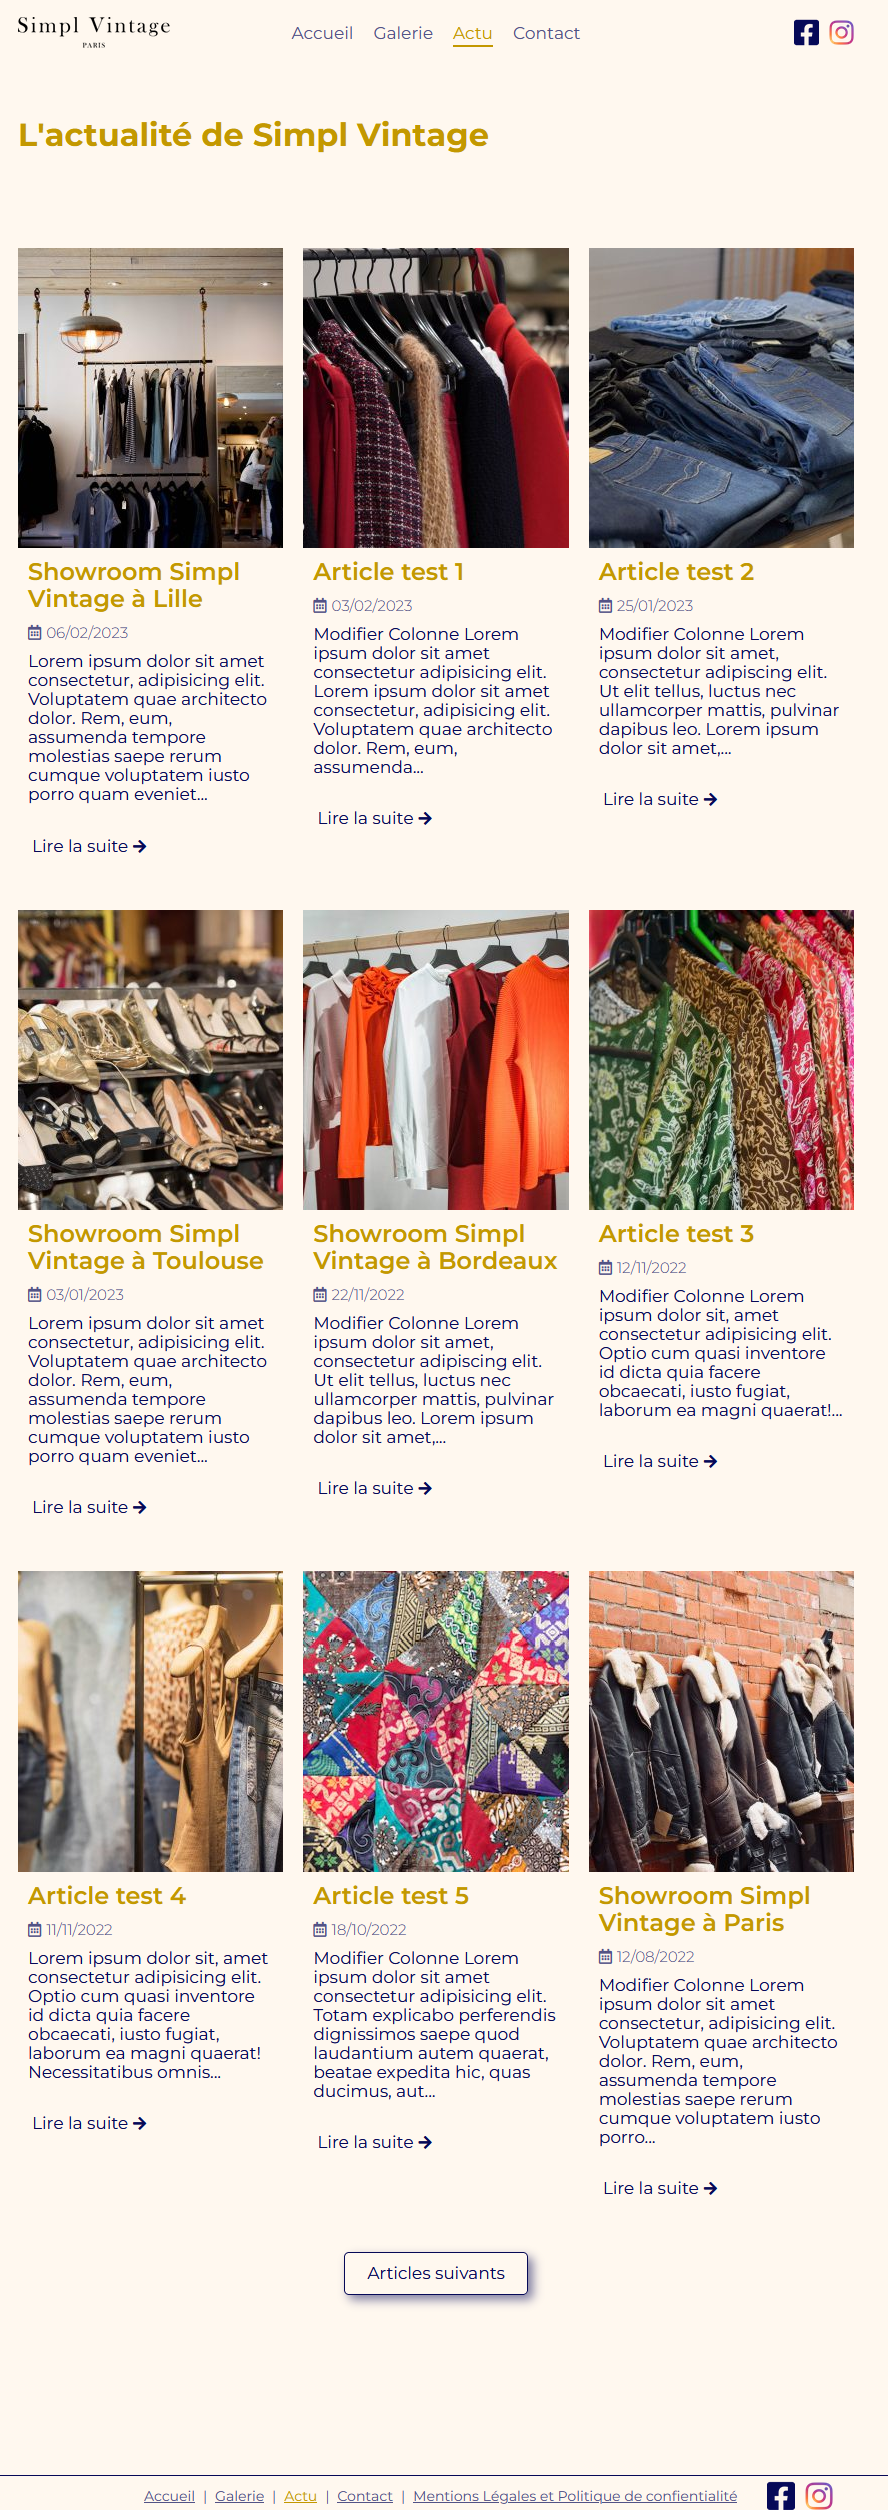 Simpl Vintage
PARIS
Accueil Galerie Actu Contact
L'actualité de Simpl Vintage
Showroom Simpl
Vintage à Lille
06/02/2023
Lorem ipsum dolor sit amet
consectetur, adipisicing elit.
Voluptatem quae architecto
dolor. Rem, eum,
assumenda tempore
molestias saepe rerum
cumque voluptatem iusto
porro quam eveniet...
Lire la suite
Article test 1
03/02/2023
Modifier Colonne Lorem
ipsum dolor sit amet
consectetur adipisicing elit.
Lorem ipsum dolor sit amet
consectetur, adipisicing elit.
Voluptatem quae architecto
dolor. Rem, eum,
assumenda...
Lire la suite
Article test 2
25/01/2023
Modifier Colonne Lorem
ipsum dolor sit amet,
consectetur adipiscing elit.
Ut elit tellus, luctus nec
ullamcorper mattis, pulvinar
dapibus leo. Lorem ipsum
dolor sit amet,...
Lire la suite
Showroom Simpl
Vintage à Toulouse
03/01/2023
Lorem ipsum dolor sit amet
consectetur, adipisicing elit.
Voluptatem quae architecto
dolor. Rem, eum,
assumenda tempore
molestias saepe rerum
cumque voluptatem iusto
porro quam eveniet...
Lire la suite
Showroom Simpl
Vintage à Bordeaux
22/11/2022
Modifier Colonne Lorem
ipsum dolor sit amet,
consectetur adipiscing elit.
Ut elit tellus, luctus nec
ullamcorper mattis, pulvinar
dapibus leo. Lorem ipsum
dolor sit amet,...
Lire la suite
Article test 3
12/11/2022
Modifier Colonne Lorem
ipsum dolor sit, amet
consectetur adipisicing elit.
Optio cum quasi inventore
id dicta quia facere
obcaecati, iusto fugiat,
laborum ea magni quaerat!...
Lire la suite
Article test 4
11/11/2022
Lorem ipsum dolor sit, amet
consectetur adipisicing elit.
Optio cum quasi inventore
id dicta quia facere
obcaecati, iusto fugiat,
laborum ea magni quaerat!
Necessitatibus omnis...
Lire la suite
Article test 5
18/10/2022
Modifier Colonne Lorem
ipsum dolor sit amet
consectetur adipisicing elit.
Totam explicabo perferendis
dignissimos saepe quod
laudantium autem quaerat,
beatae expedita hic, quas
ducimus, aut...
Lire la suite
Showroom Simpl
Vintage à Paris
12/08/2022
Modifier Colonne Lorem
ipsum dolor sit amet
consectetur, adipisicing elit.
Voluptatem quae architecto
dolor. Rem, eum,
assumenda tempore
molestias saepe rerum
cumque voluptatem iusto
porro...
Lire la suite
Articles suivants
Accueil | Galerie | Actu | Contact | Mentions Légales et Politique de confientialité